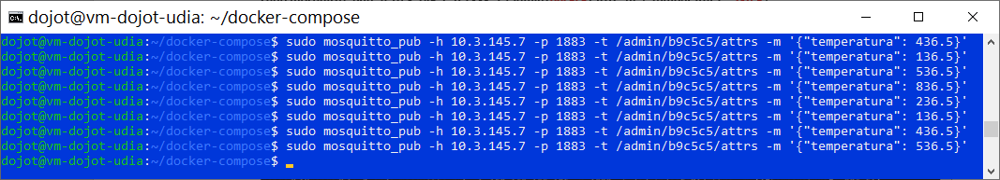 dojot@vm-dojot-udia: ~/docker-compose
dojot@vm-dojot-udia:~/docker-compose$ sudo mosquitto_pub -h 10.3.145.7 -p 1883 -t /admin/b9c5c5/attrs -m '{"temperatura": 436.5}'
dojot@vm-dojot-udia:~/docker-compose$ sudo mosquitto_pub -h 10.3.145.7 -p 1883 -t /admin/b9c5c5/attrs -m '{"temperatura": 136.5}'
dojot@vm-dojot-udia:~/docker-compose$ sudo mosquitto_pub -h 10.3.145.7 -p 1883 -t /admin/b9c5c5/attrs -m '{"temperatura": 536.5}'
dojot@vm-dojot-udia:~/docker-compose$ sudo mosquitto_pub -h 10.3.145.7 -p 1883 -t /admin/b9c5c5/attrs -m '{"temperatura": 836.5}'
dojot@vm-dojot-udia:~/docker-compose$ sudo mosquitto_pub -h 10.3.145.7 -p 1883 -t /admin/b9c5c5/attrs -m '{"temperatura": 236.5}'
dojot@vm-dojot-udia:~/docker-compose$ sudo mosquitto_pub -h 10.3.145.7 -p 1883 -t /admin/b9c5c5/attrs -m '{"temperatura": 136.5}'
dojot@vm-dojot-udia:~/docker-compose$ sudo mosquitto_pub -h 10.3.145.7 -p 1883 -t /admin/b9c5c5/attrs -m '{"temperatura": 436.5}'
dojot@vm-dojot-udia:~/docker-compose$ sudo mosquitto_pub -h 10.3.145.7 -p 1883 -t /admin/b9c5c5/attrs -m '{"temperatura": 536.5}'
dojot@vm-dojot-udia:~/docker-compose$